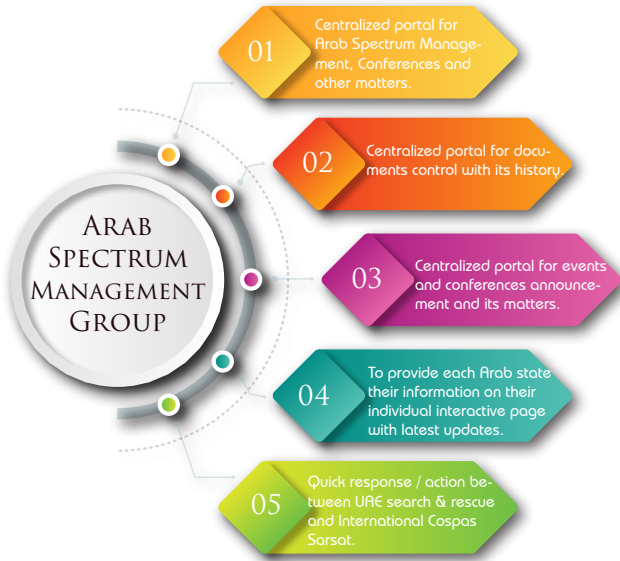 ARAB
SPECTRUM
MANAGEMENT
GROUP
01
Centralized portal for
Arab Spectrum Manage-
ment, Conferences and
other matters.
02
Centralized portal for docu-
ments control with its history.
03
Centralized portal for events
and conferences announce-
ment and its matters.
04
To provide each Arab state
their information on their
individual interactive page
with latest updates.
05
Quick response / action be-
tween UAE search & rescue
and International Cospas
Sarsat.